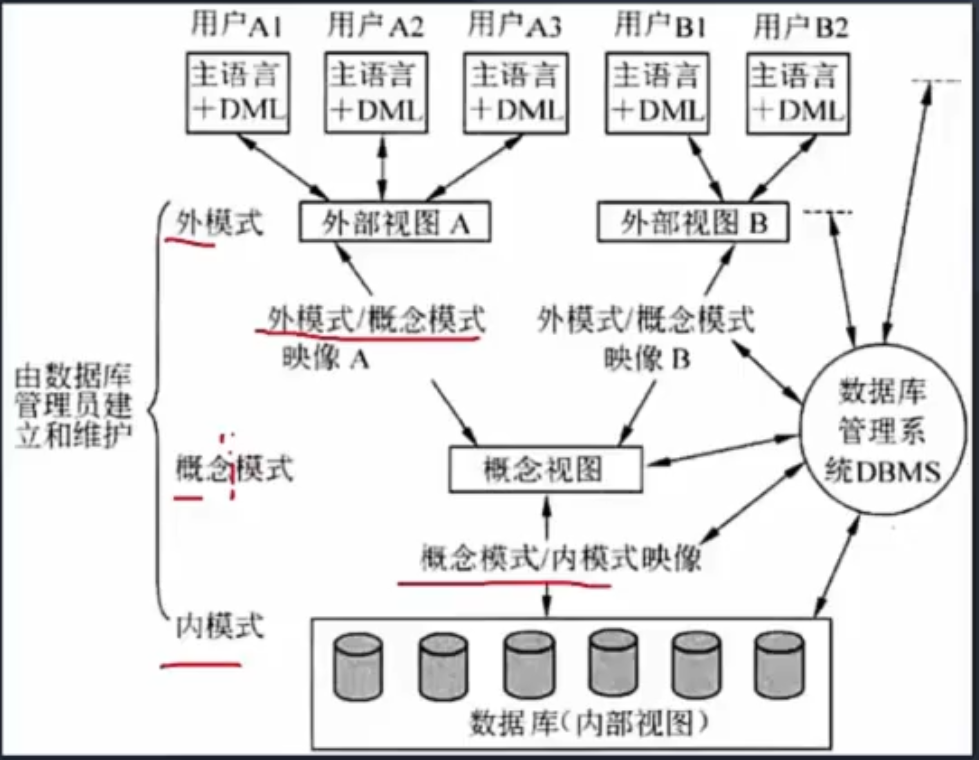 用户A1 用户A2 用户A3 用户B1 用户B2
主语言 主语言 主语言 主语言 主语言
+DML +DML +DML +DML +DML
外模式 外部视图 A 外部视图 B
外模式/概念模式 外模式/概念模式
映像 A 映像 B
由数据库
管理员建
立和维护
数据库
管理系
统DBMS
概念模式 概念视图
概念模式/内模式映像
内模式
数据库(内部视图)